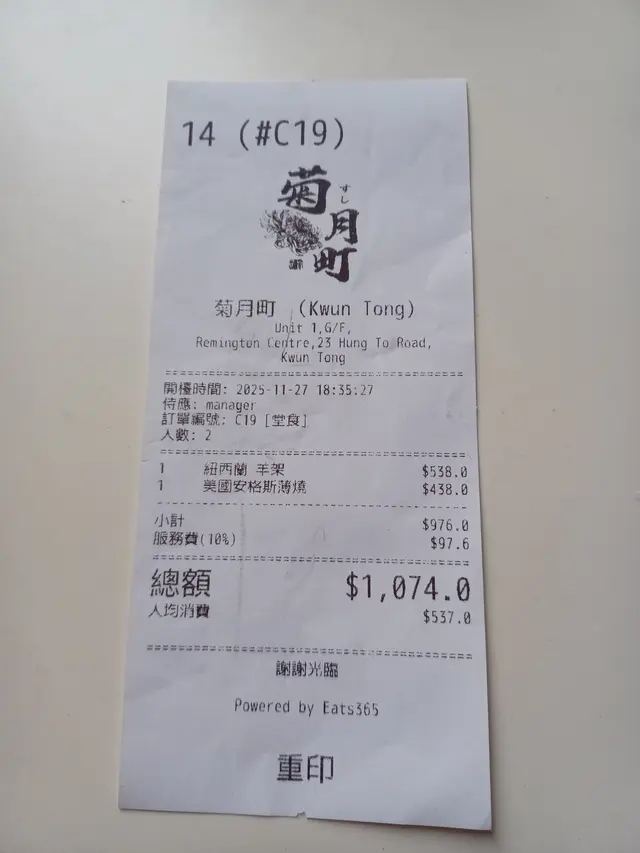 14 (#C19)
菊月町
すし
菊月町 (Kwun Tong)
Unit 1,G/F,
Remington Centre,23 Hung To Road,
Kwun Tong
開檯時間: 2025-11-27 18:35:27
侍應: manager
訂單編號: C19 [堂食]
人數: 2
1 紐西蘭 羊架 $538.0
1 美國安格斯薄燒 $438.0
小計 $976.0
服務費(10%) $97.6
總額 $1,074.0
人均消費 $537.0
謝謝光臨
Powered by Eats365
重印